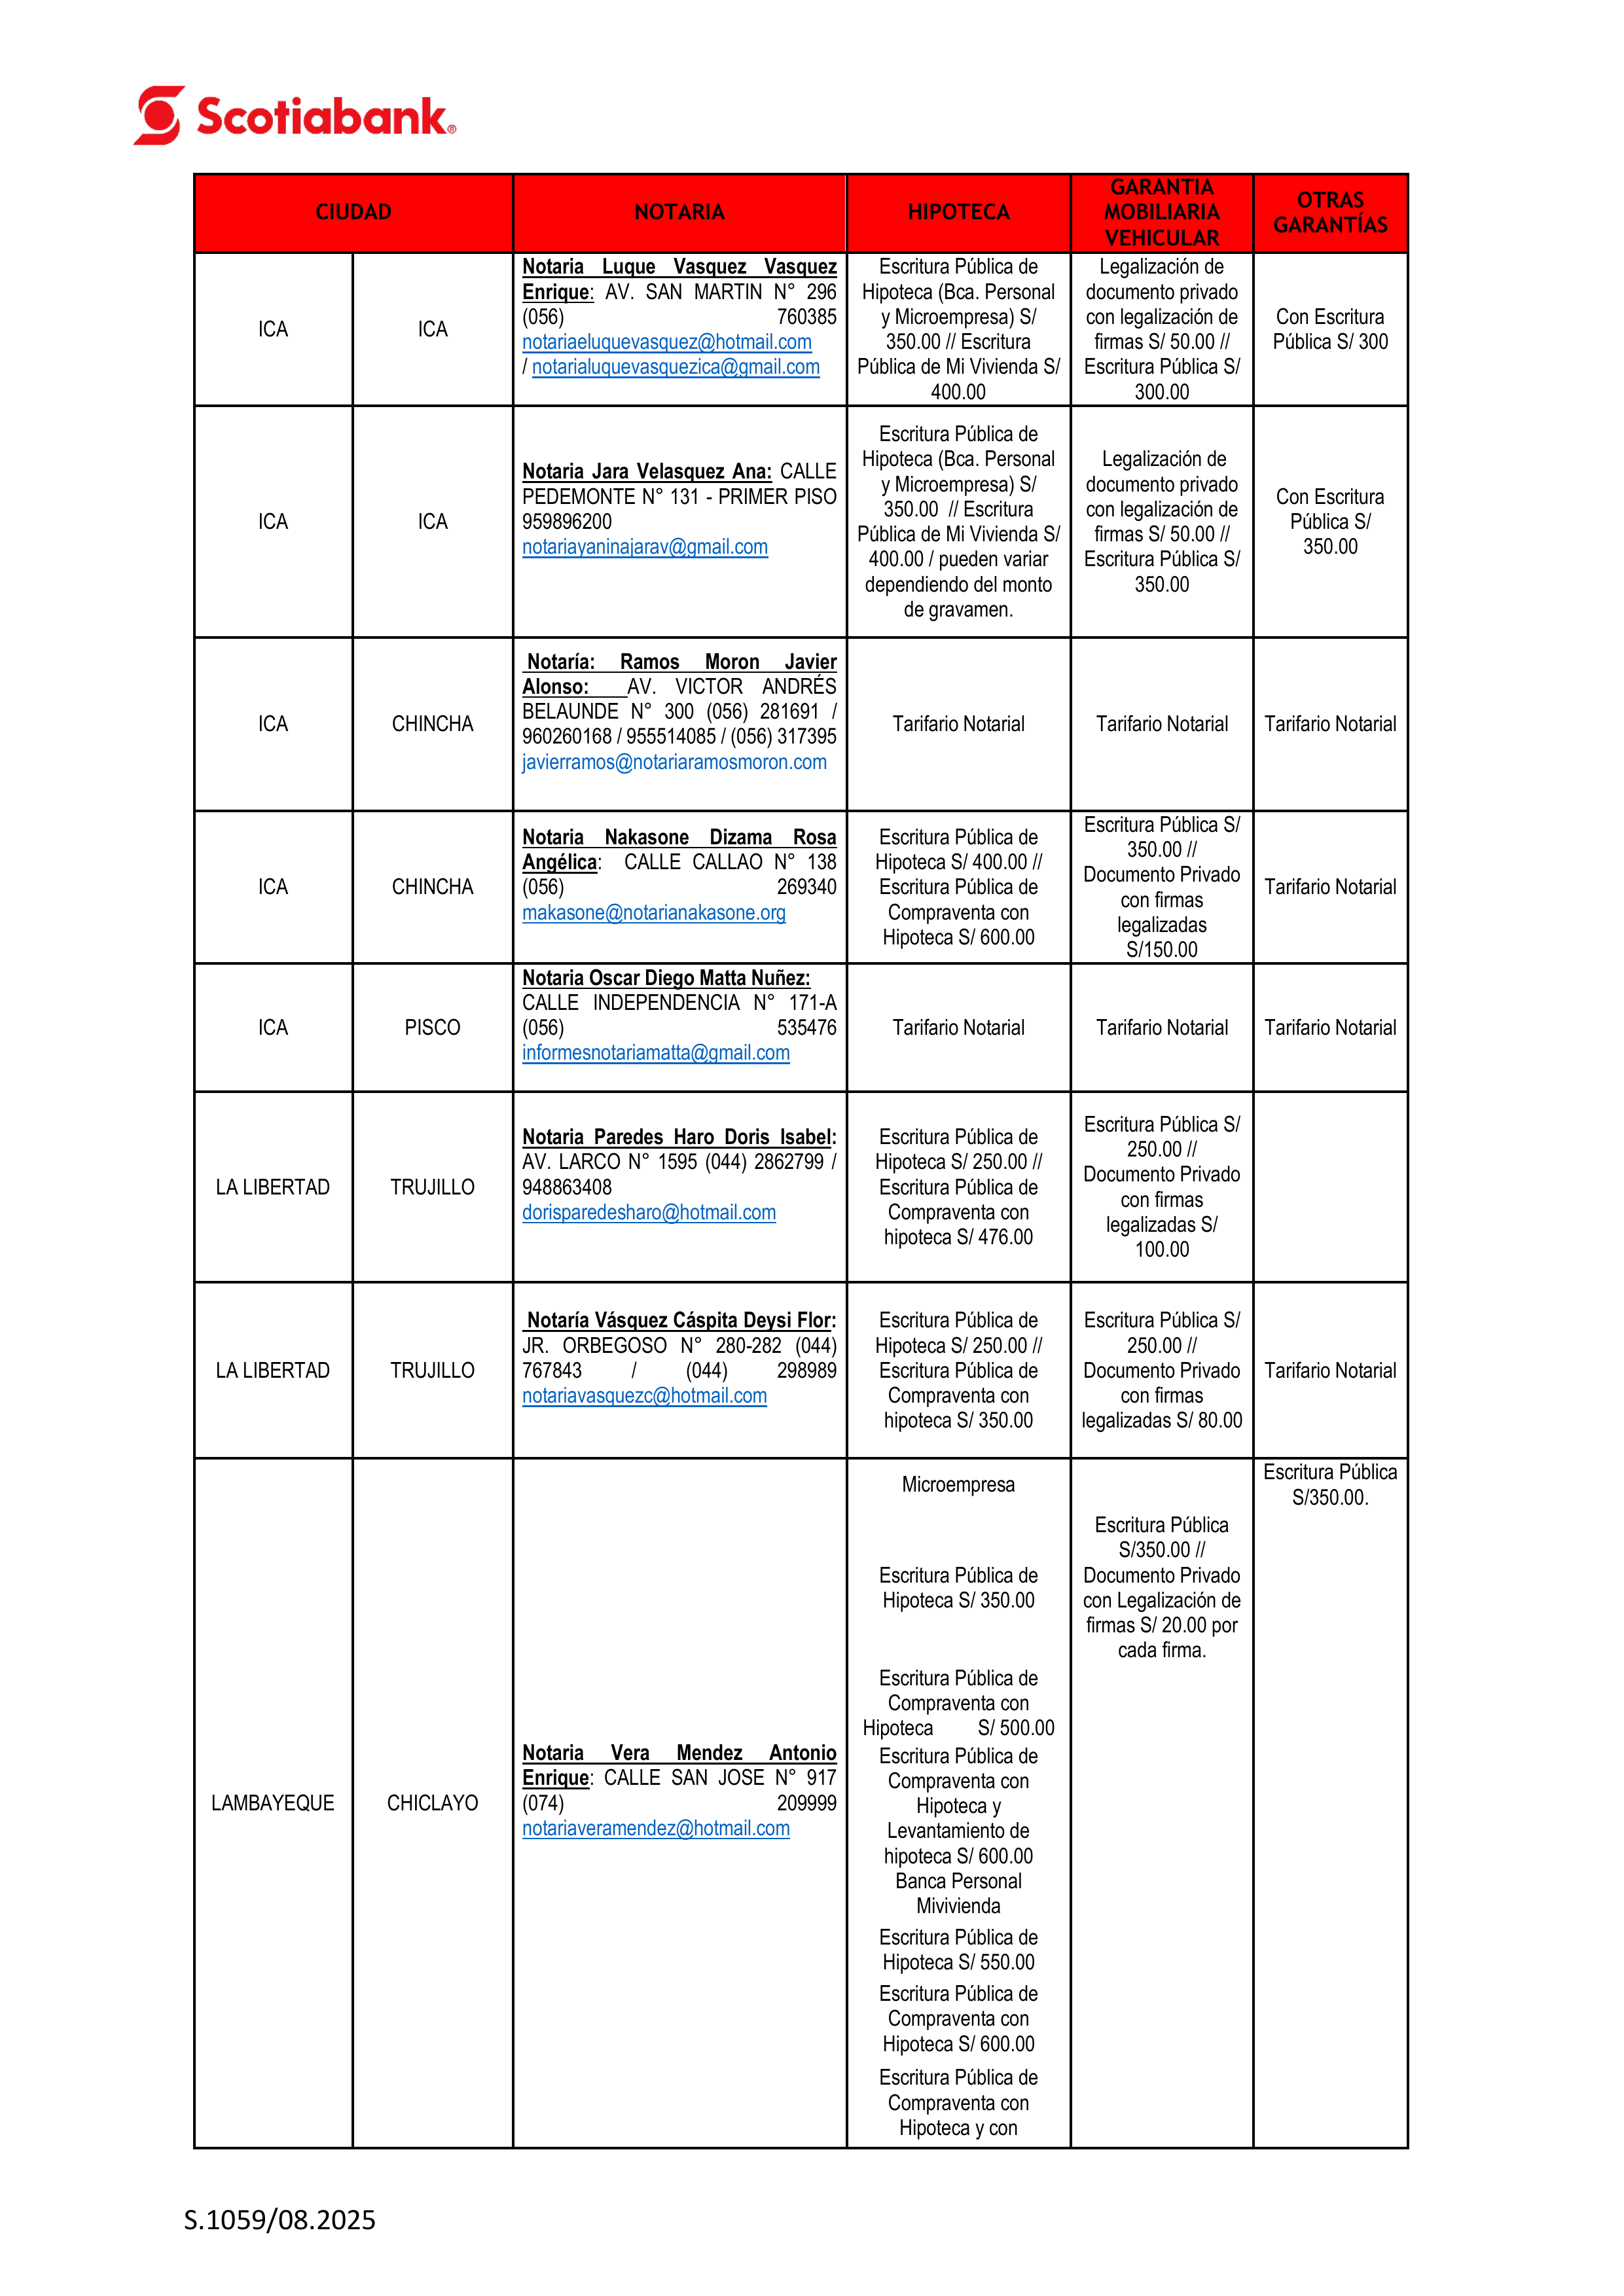 Scotiabank®
CIUDAD
NOTARIA
HIPOTECA
GARANTIA
MOBILIARIA
VEHICULAR
OTRAS
GARANTÍAS
ICA
ICA
Notaria Luque Vasquez Vasquez
Enrique: AV. SAN MARTIN N° 296
(056) 760385
notariaeluquevasquez@hotmail.com
/ notarialuquevasquezica@gmail.com
Escritura Pública de
Hipoteca (Bca. Personal
y Microempresa) S/
350.00 // Escritura
Pública de Mi Vivienda S/
400.00
Legalización de
documento privado
con legalización de
firmas S/ 50.00 //
Escritura Pública S/
300.00
Con Escritura
Pública S/ 300
ICA
ICA
Notaria Jara Velasquez Ana: CALLE
PEDEMONTE N° 131 - PRIMER PISO
959896200
notariayaninajarav@gmail.com
Escritura Pública de
Hipoteca (Bca. Personal
y Microempresa) S/
350.00 // Escritura
Pública de Mi Vivienda S/
400.00 / pueden variar
dependiendo del monto
de gravamen.
Legalización de
documento privado
con legalización de
firmas S/ 50.00 //
Escritura Pública S/
350.00
Con Escritura
Pública S/
350.00
ICA
CHINCHA
Notaría: Ramos Moron Javier
Alonso: AV. VICTOR ANDRÉS
BELAUNDE N° 300 (056) 281691 /
960260168 / 955514085 / (056) 317395
javierramos@notariaramosmoron.com
Tarifario Notarial
Tarifario Notarial
Tarifario Notarial
ICA
CHINCHA
Notaria Nakasone Dizama Rosa
Angélica: CALLE CALLAO N° 138
(056) 269340
makasone@notarianakasone.org
Escritura Pública de
Hipoteca S/ 400.00 //
Escritura Pública de
Compraventa con
Hipoteca S/ 600.00
Escritura Pública S/
350.00 //
Documento Privado
con firmas
legalizadas
S/150.00
Tarifario Notarial
ICA
PISCO
Notaria Oscar Diego Matta Nuñez:
CALLE INDEPENDENCIA N° 171-A
(056) 535476
informesnotariamatta@gmail.com
Tarifario Notarial
Tarifario Notarial
Tarifario Notarial
LA LIBERTAD
TRUJILLO
Notaria Paredes Haro Doris Isabel:
AV. LARCO N° 1595 (044) 2862799 /
948863408
dorisparedesharo@hotmail.com
Escritura Pública de
Hipoteca S/ 250.00 //
Escritura Pública de
Compraventa con
hipoteca S/ 476.00
Escritura Pública S/
250.00 //
Documento Privado
con firmas
legalizadas S/
100.00
LA LIBERTAD
TRUJILLO
Notaría Vásquez Cáspita Deysi Flor:
JR. ORBEGOSO N° 280-282 (044)
767843 / (044) 298989
notariavasquezc@hotmail.com
Escritura Pública de
Hipoteca S/ 250.00 //
Escritura Pública de
Compraventa con
hipoteca S/ 350.00
Escritura Pública S/
250.00 //
Documento Privado
con firmas
legalizadas S/ 80.00
Tarifario Notarial
LAMBAYEQUE
CHICLAYO
Notaria Vera Mendez Antonio
Enrique: CALLE SAN JOSE N° 917
(074) 209999
notariaveramendez@hotmail.com
Microempresa
Escritura Pública de
Hipoteca S/ 350.00
Escritura Pública de
Compraventa con
Hipoteca S/ 500.00
Escritura Pública de
Compraventa con
Hipoteca y
Levantamiento de
hipoteca S/ 600.00
Banca Personal
Mivivienda
Escritura Pública de
Hipoteca S/ 550.00
Escritura Pública de
Compraventa con
Hipoteca S/ 600.00
Escritura Pública de
Compraventa con
Hipoteca y con
Escritura Pública
S/350.00 //
Documento Privado
con Legalización de
firmas S/ 20.00 por
cada firma.
Escritura Pública
S/350.00.
S.1059/08.2025